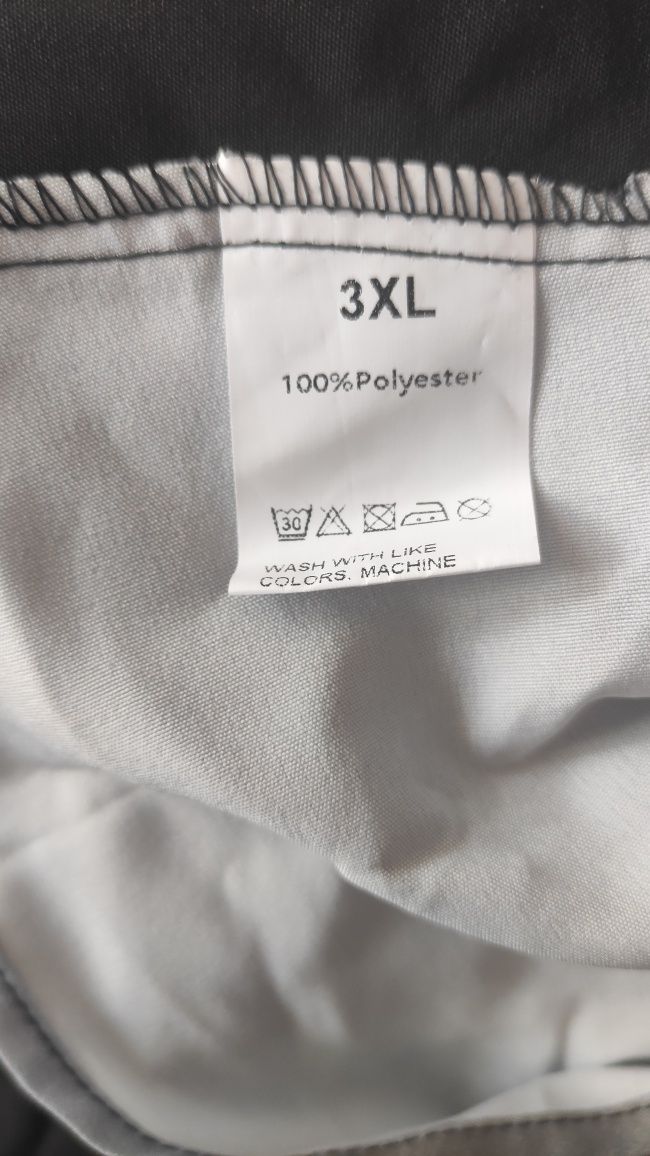 3XL
100%Polyester
30
WASH WITH LIKE
COLORS. MACHINE